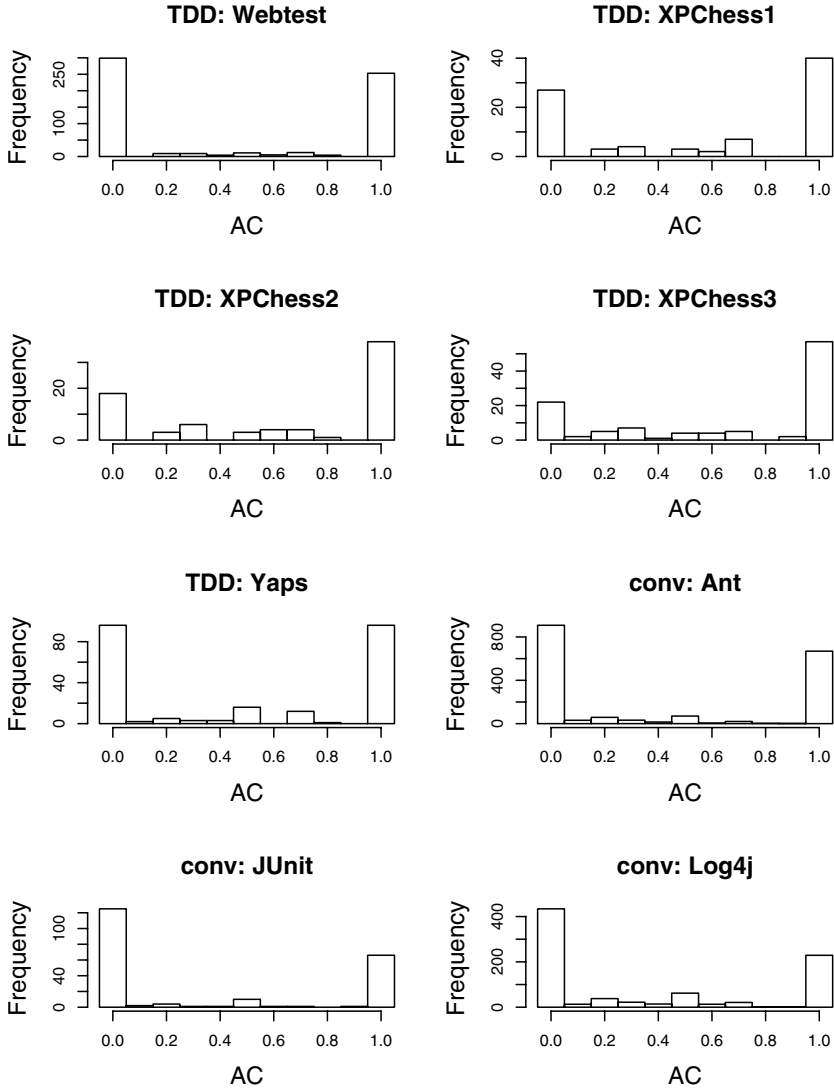 TDD: Webtest
Frequency
0 100 250
0.0 0.2 0.4 0.6 0.8 1.0
AC
TDD: XPChess1
Frequency
0 20 40
0.0 0.2 0.4 0.6 0.8 1.0
AC
TDD: XPChess2
Frequency
0 20
0.0 0.2 0.4 0.6 0.8 1.0
AC
TDD: XPChess3
Frequency
0 20 40
0.0 0.2 0.4 0.6 0.8 1.0
AC
TDD: Yaps
Frequency
0 40 80
0.0 0.2 0.4 0.6 0.8 1.0
AC
conv: Ant
Frequency
0 400 800
0.0 0.2 0.4 0.6 0.8 1.0
AC
conv: JUnit
Frequency
0 40 100
0.0 0.2 0.4 0.6 0.8 1.0
AC
conv: Log4j
Frequency
0 200 400
0.0 0.2 0.4 0.6 0.8 1.0
AC